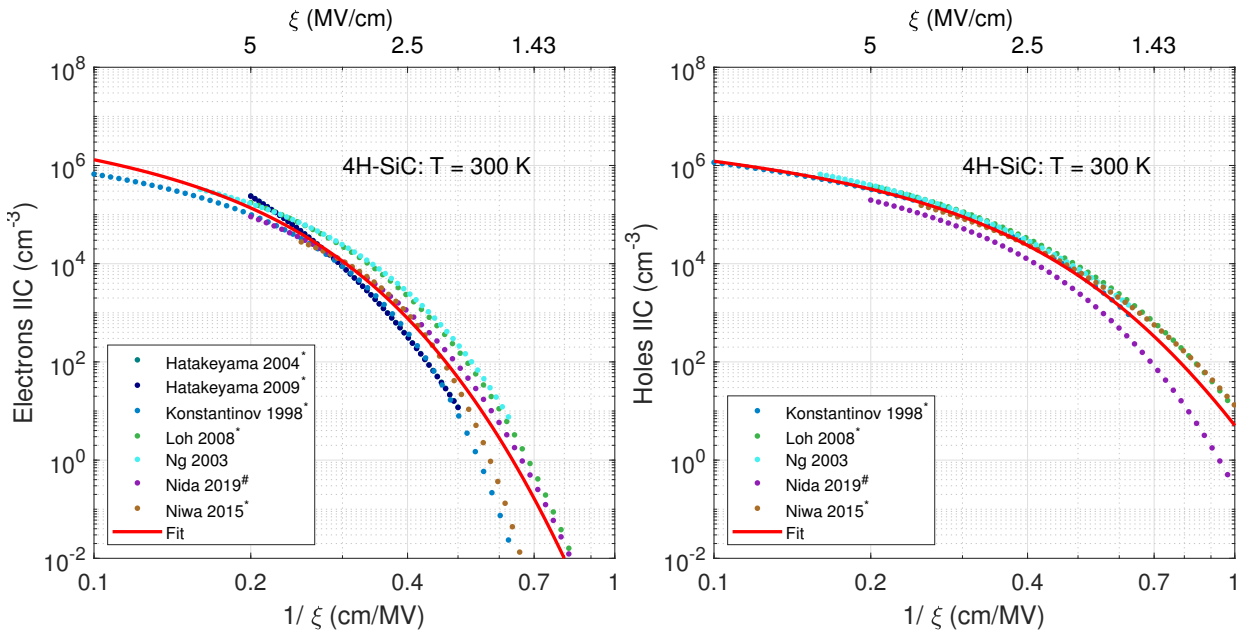 ξ (MV/cm)
5 2.5 1.43
10^8
10^6
10^4
10^2
10^0
10^-2
Electrons IIC (cm^-3)
4H-SiC: T = 300 K
Hatakeyama 2004*
Hatakeyama 2009*
Konstantinov 1998*
Loh 2008*
Ng 2003
Nida 2019#
Niwa 2015*
Fit
0.1 0.2 0.4 0.7 1
1/ ξ (cm/MV)
ξ (MV/cm)
5 2.5 1.43
10^8
10^6
10^4
10^2
10^0
10^-2
Holes IIC (cm^-3)
4H-SiC: T = 300 K
Konstantinov 1998*
Loh 2008*
Ng 2003
Nida 2019#
Niwa 2015*
Fit
0.1 0.2 0.4 0.7 1
1/ ξ (cm/MV)